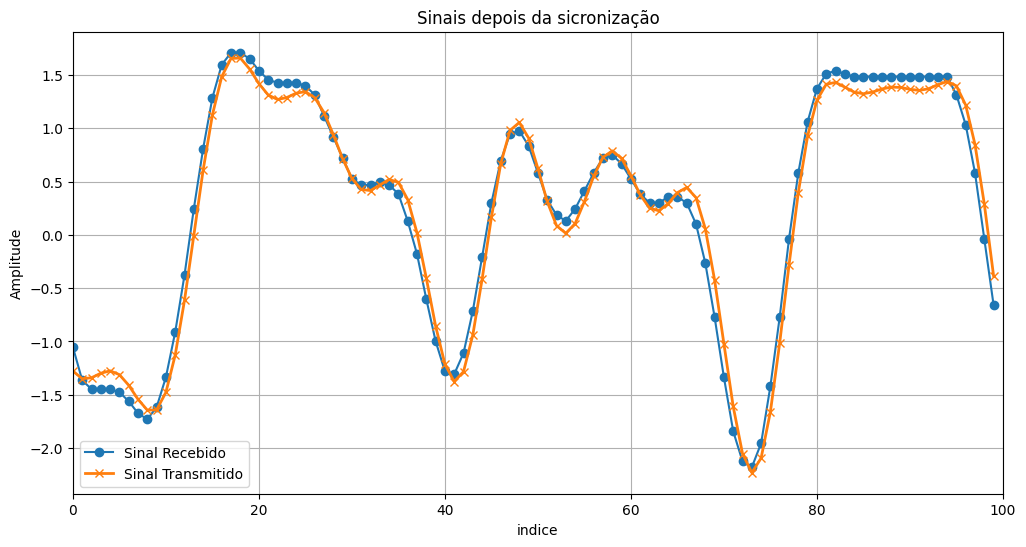 Sinais depois da sicronização
Amplitude
1.5
1.0
0.5
0.0
−0.5
−1.0
−1.5
−2.0
Sinal Recebido
Sinal Transmitido
0 20 40 60 80 100
indice